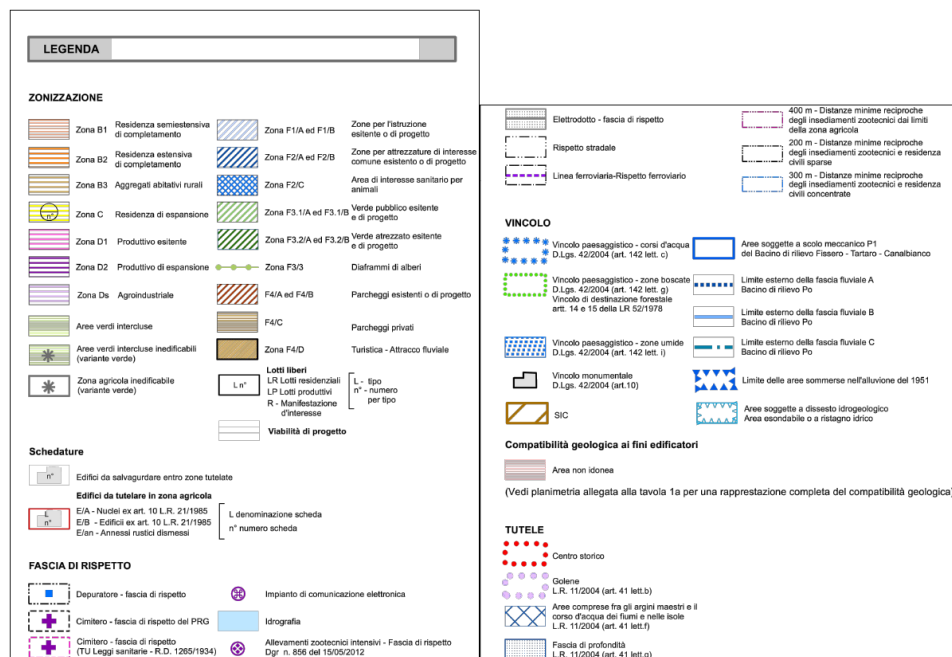 LEGENDA
ZONIZZAZIONE
Zona B1
Residenza semiestensiva
di completamento
Zona B2
Residenza estensiva
di completamento
Zona B3
Aggregati abitativi rurali
n°
Zona C
Residenza di espansione
Zona D1
Produttivo esitente
Zona D2
Produttivo di espansione
Zona Ds
Agroindustriale
Aree verdi intercluse
Aree verdi intercluse inedificabili
(variante verde)
Zona agricola inedificabile
(variante verde)
Zona F1/A ed F1/B
Zone per l'istruzione
esitente o di progetto
Zona F2/A ed F2/B
Zone per attrezzature di interesse
comune esistento o di progetto
Zona F2/C
Area di interesse sanitario per
animali
Zona F3.1/A ed F3.1/B
Verde pubblico esitente
e di progetto
Zona F3.2/A ed F3.2/B
Verde atrezzato esitente
e di progetto
Zona F3/3
Diaframmi di alberi
F4/A ed F4/B
Parcheggi esistenti o di progetto
F4/C
Parcheggi privati
Zona F4/D
Turistica - Attracco fluviale
Lotti liberi
L n°
LR Lotti residenziali
LP Lotti produttivi
R - Manifestazione
d'interesse
L - tipo
n° - numero
per tipo
Viabilità di progetto
Schedature
n°
Edifici da salvagurdare entro zone tutelate
Edifici da tutelare in zona agricola
L
n°
E/A - Nuclei ex art. 10 L.R. 21/1985
E/B - Edificii ex art. 10 L.R. 21/1985
E/an - Annessi rustici dismessi
L denominazione scheda
n° numero scheda
FASCIA DI RISPETTO
Depuratore - fascia di rispetto
Cimitero - fascia di rispetto del PRG
Cimitero - fascia di rispetto
(TU Leggi sanitarie - R.D. 1265/1934)
Impianto di comunicazione elettronica
Idrografia
Allevamenti zootecnici intensivi - Fascia di rispetto
Dgr n. 856 del 15/05/2012
Elettrodotto - fascia di rispetto
Rispetto stradale
Linea ferroviaria-Rispetto ferroviario
400 m - Distanze minime reciproche
degli insediamenti zootecnici dai limiti
della zona agricola
200 m - Distanze minime reciproche
degli insediamenti zootecnici e residenza
civili sparse
300 m - Distanze minime reciproche
degli insediamenti zootecnici e residenza
civili concentrate
VINCOLO
Vincolo paesaggistico - corsi d'acqua
D.Lgs. 42/2004 (art. 142 lett. c)
Vincolo paesaggistico - zone boscate
D.Lgs. 42/2004 (art. 142 lett. g)
Vincolo di destinazione forestale
artt. 14 e 15 della LR 52/1978
Vincolo paesaggistico - zone umide
D.Lgs. 42/2004 (art. 142 lett. i)
Vincolo monumentale
D.Lgs. 42/2004 (art.10)
SIC
Aree soggette a scolo meccanico P1
del Bacino di rilievo Fissero - Tartaro - Canalbianco
Limite esterno della fascia fluviale A
Bacino di rilievo Po
Limite esterno della fascia fluviale B
Bacino di rilievo Po
Limite esterno della fascia fluviale C
Bacino di rilievo Po
Limite delle aree sommerse nell'alluvione del 1951
Aree soggette a dissesto idrogeologico
Area esondabile o a ristagno idrico
Compatibilità geologica ai fini edificatori
Area non idonea
(Vedi planimetria allegata alla tavola 1a per una rapprestazione completa del compatibilità geologica)
TUTELE
Centro storico
Golene
L.R. 11/2004 (art. 41 lett.b)
Aree comprese fra gli argini maestri e il
corso d'acqua dei fiumi e nelle isole
L.R. 11/2004 (art. 41 lett.f)
Fascia di profondità
L.R. 11/2004 (art. 41 lett.g)